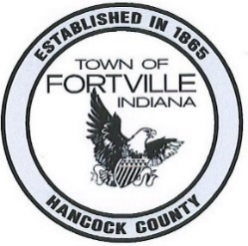 ESTABLISHED IN 1865
TOWN OF
FORTVILLE
INDIANA
HANCOCK COUNTY